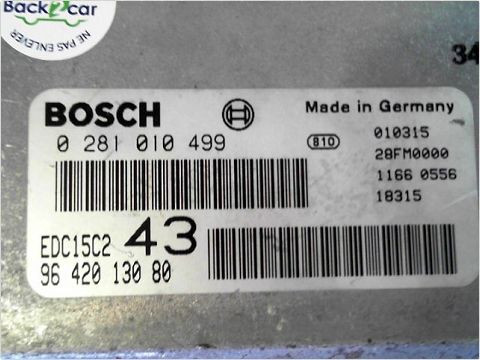 Back2car
NE PAS ENLEVER
34
BOSCH
Made in Germany
0 281 010 499
810
010315
28FM0000
1166 0556
18315
EDC15C2 43
96 420 130 80